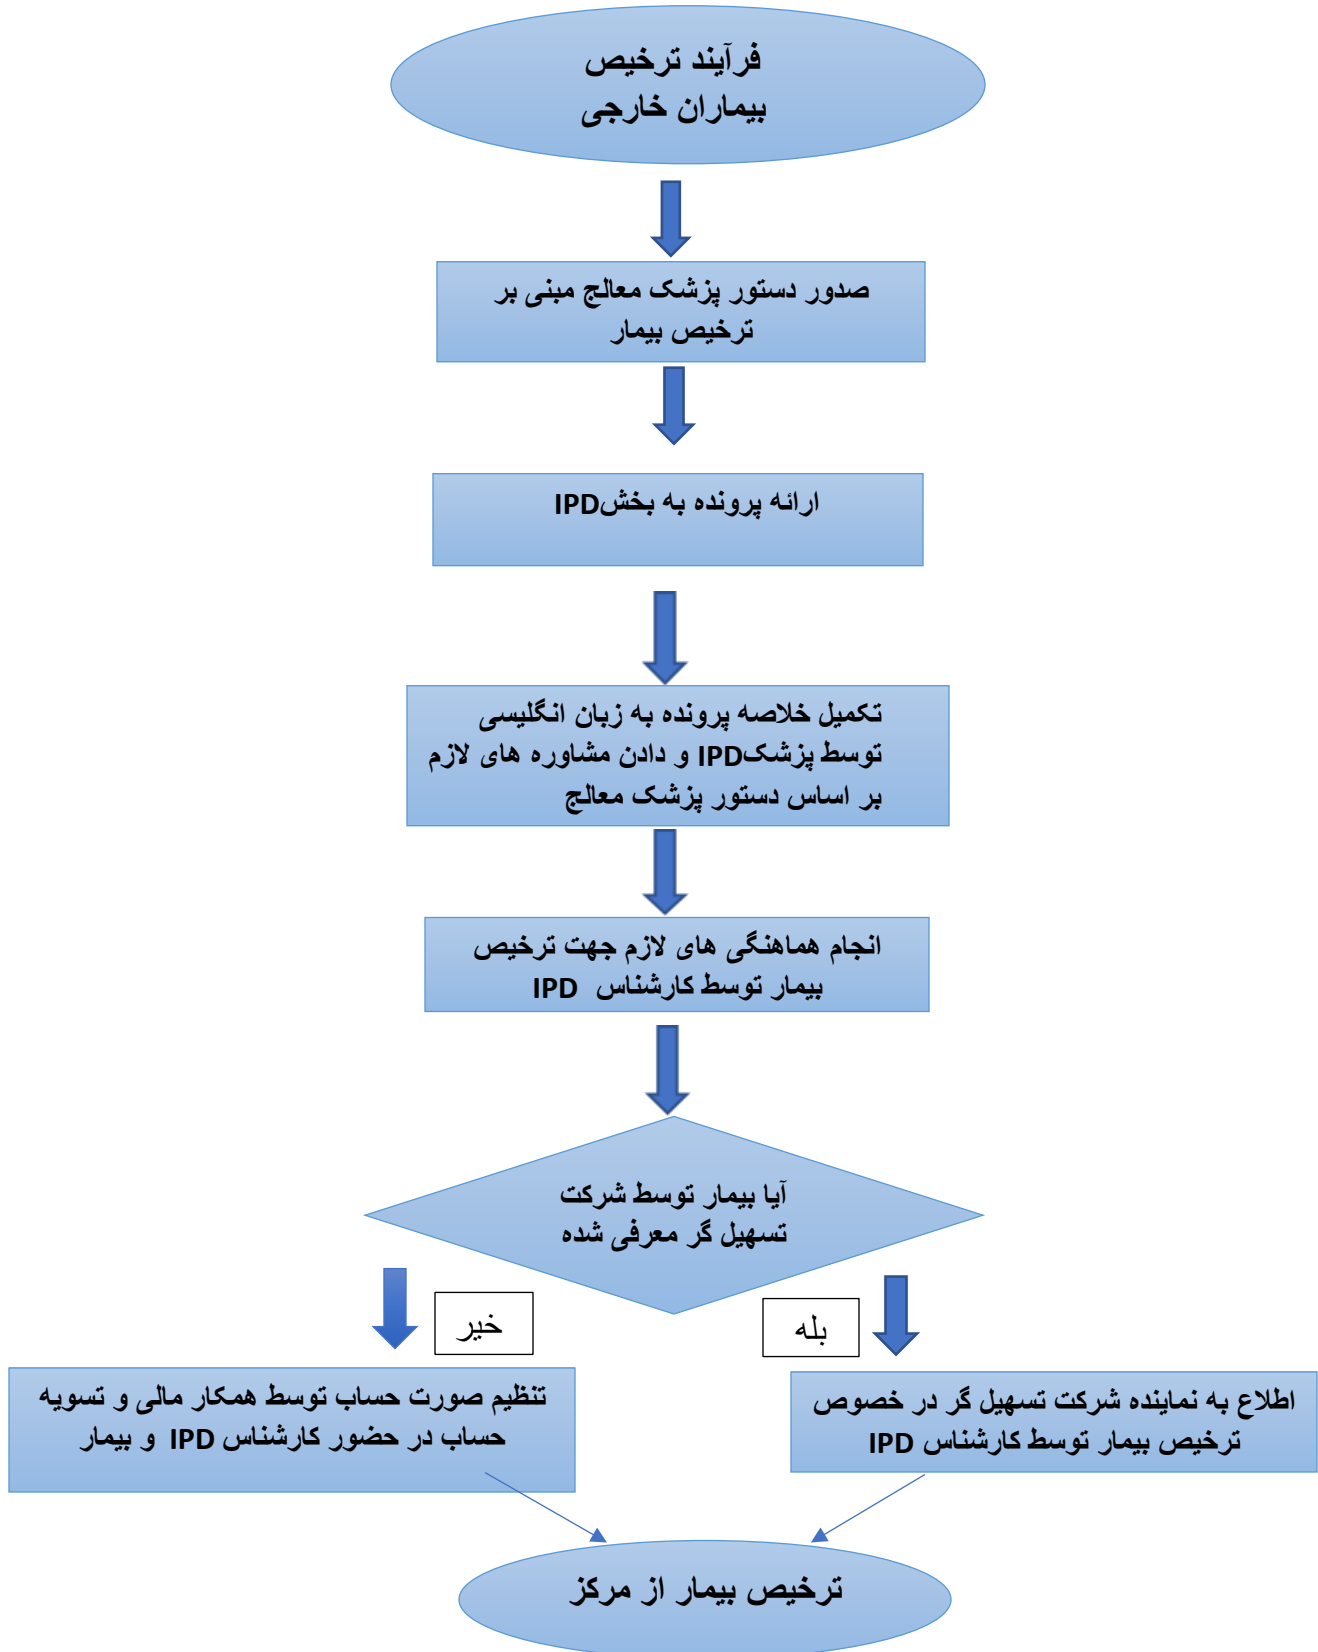 فرآیند ترخیص
بیماران خارجی
صدور دستور پزشک معالج مبنی بر
ترخیص بیمار
ارائه پرونده به بخشIPD
تکمیل خلاصه پرونده به زبان انگلیسی
توسط پزشکIPD و دادن مشاوره های لازم
بر اساس دستور پزشک معالج
انجام هماهنگی های لازم جهت ترخیص
بیمار توسط کارشناس IPD
آیا بیمار توسط شرکت
تسهیل گر معرفی شده
بله
خیر
اطلاع به نماینده شرکت تسهیل گر در خصوص
ترخیص بیمار توسط کارشناس IPD
تنظیم صورت حساب توسط همکار مالی و تسویه
حساب در حضور کارشناس IPD و بیمار
ترخیص بیمار از مرکز